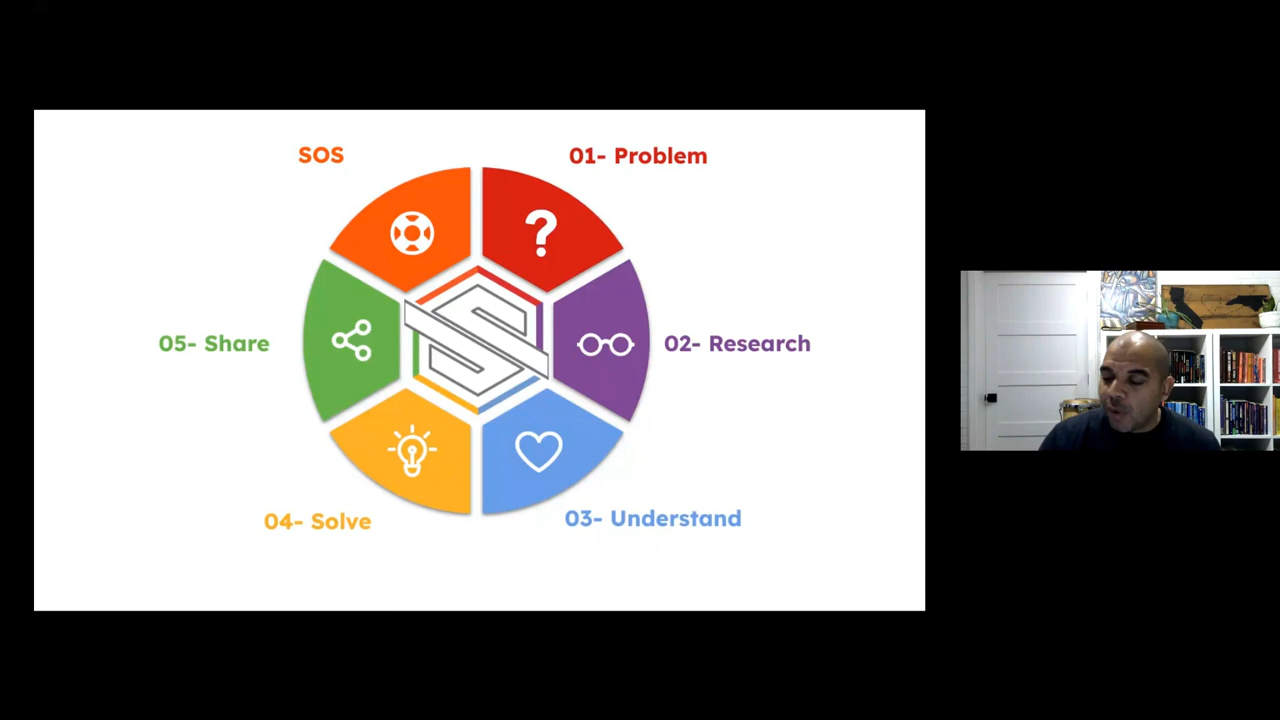 SOS
01- Problem
05- Share
02- Research
04- Solve
03- Understand